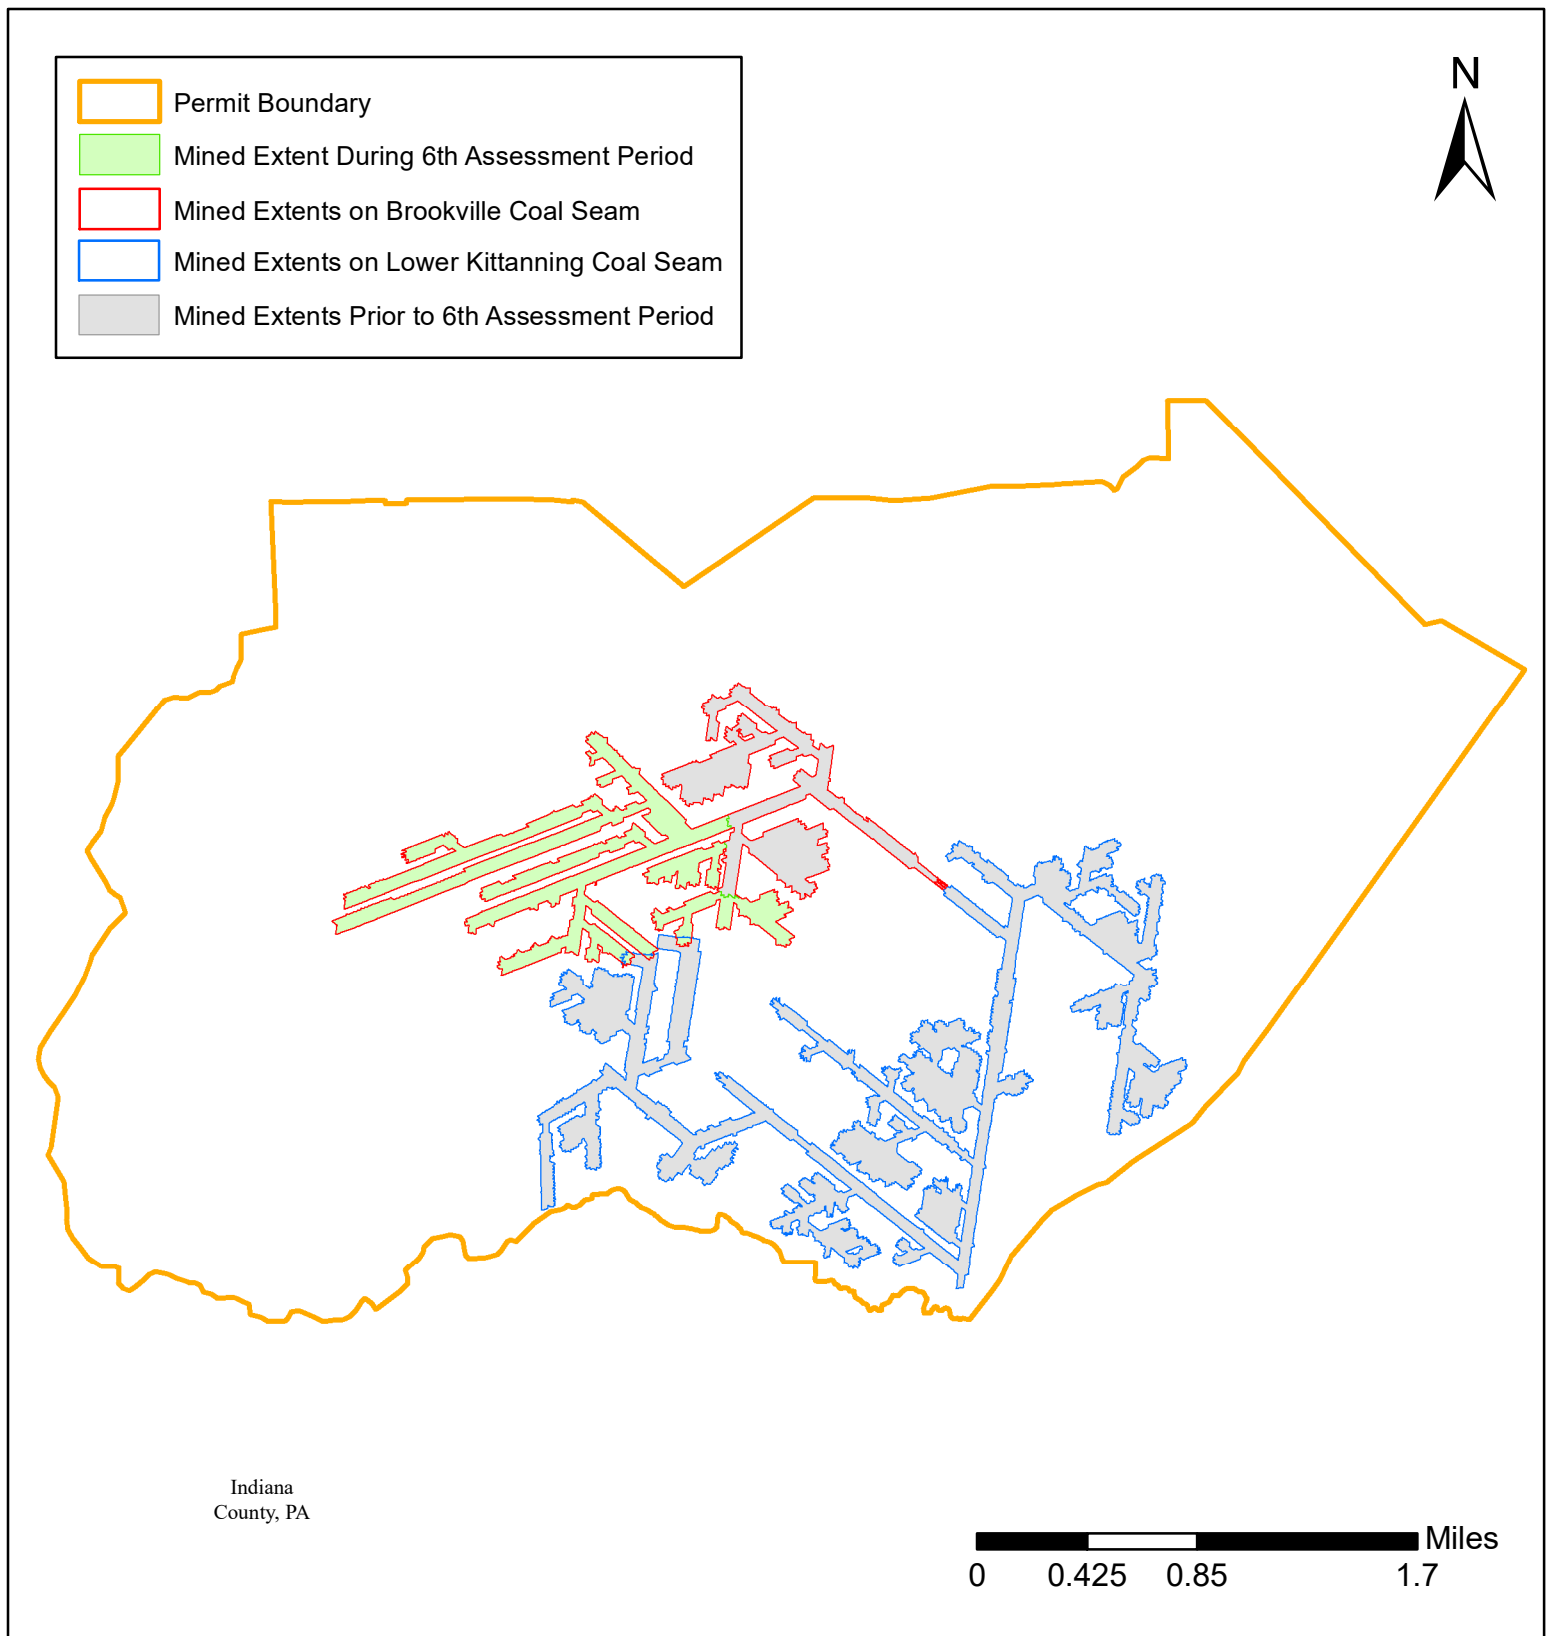 N
Permit Boundary
Mined Extent During 6th Assessment Period
Mined Extents on Brookville Coal Seam
Mined Extents on Lower Kittanning Coal Seam
Mined Extents Prior to 6th Assessment Period
Indiana
County, PA
Miles
0 0.425 0.85 1.7